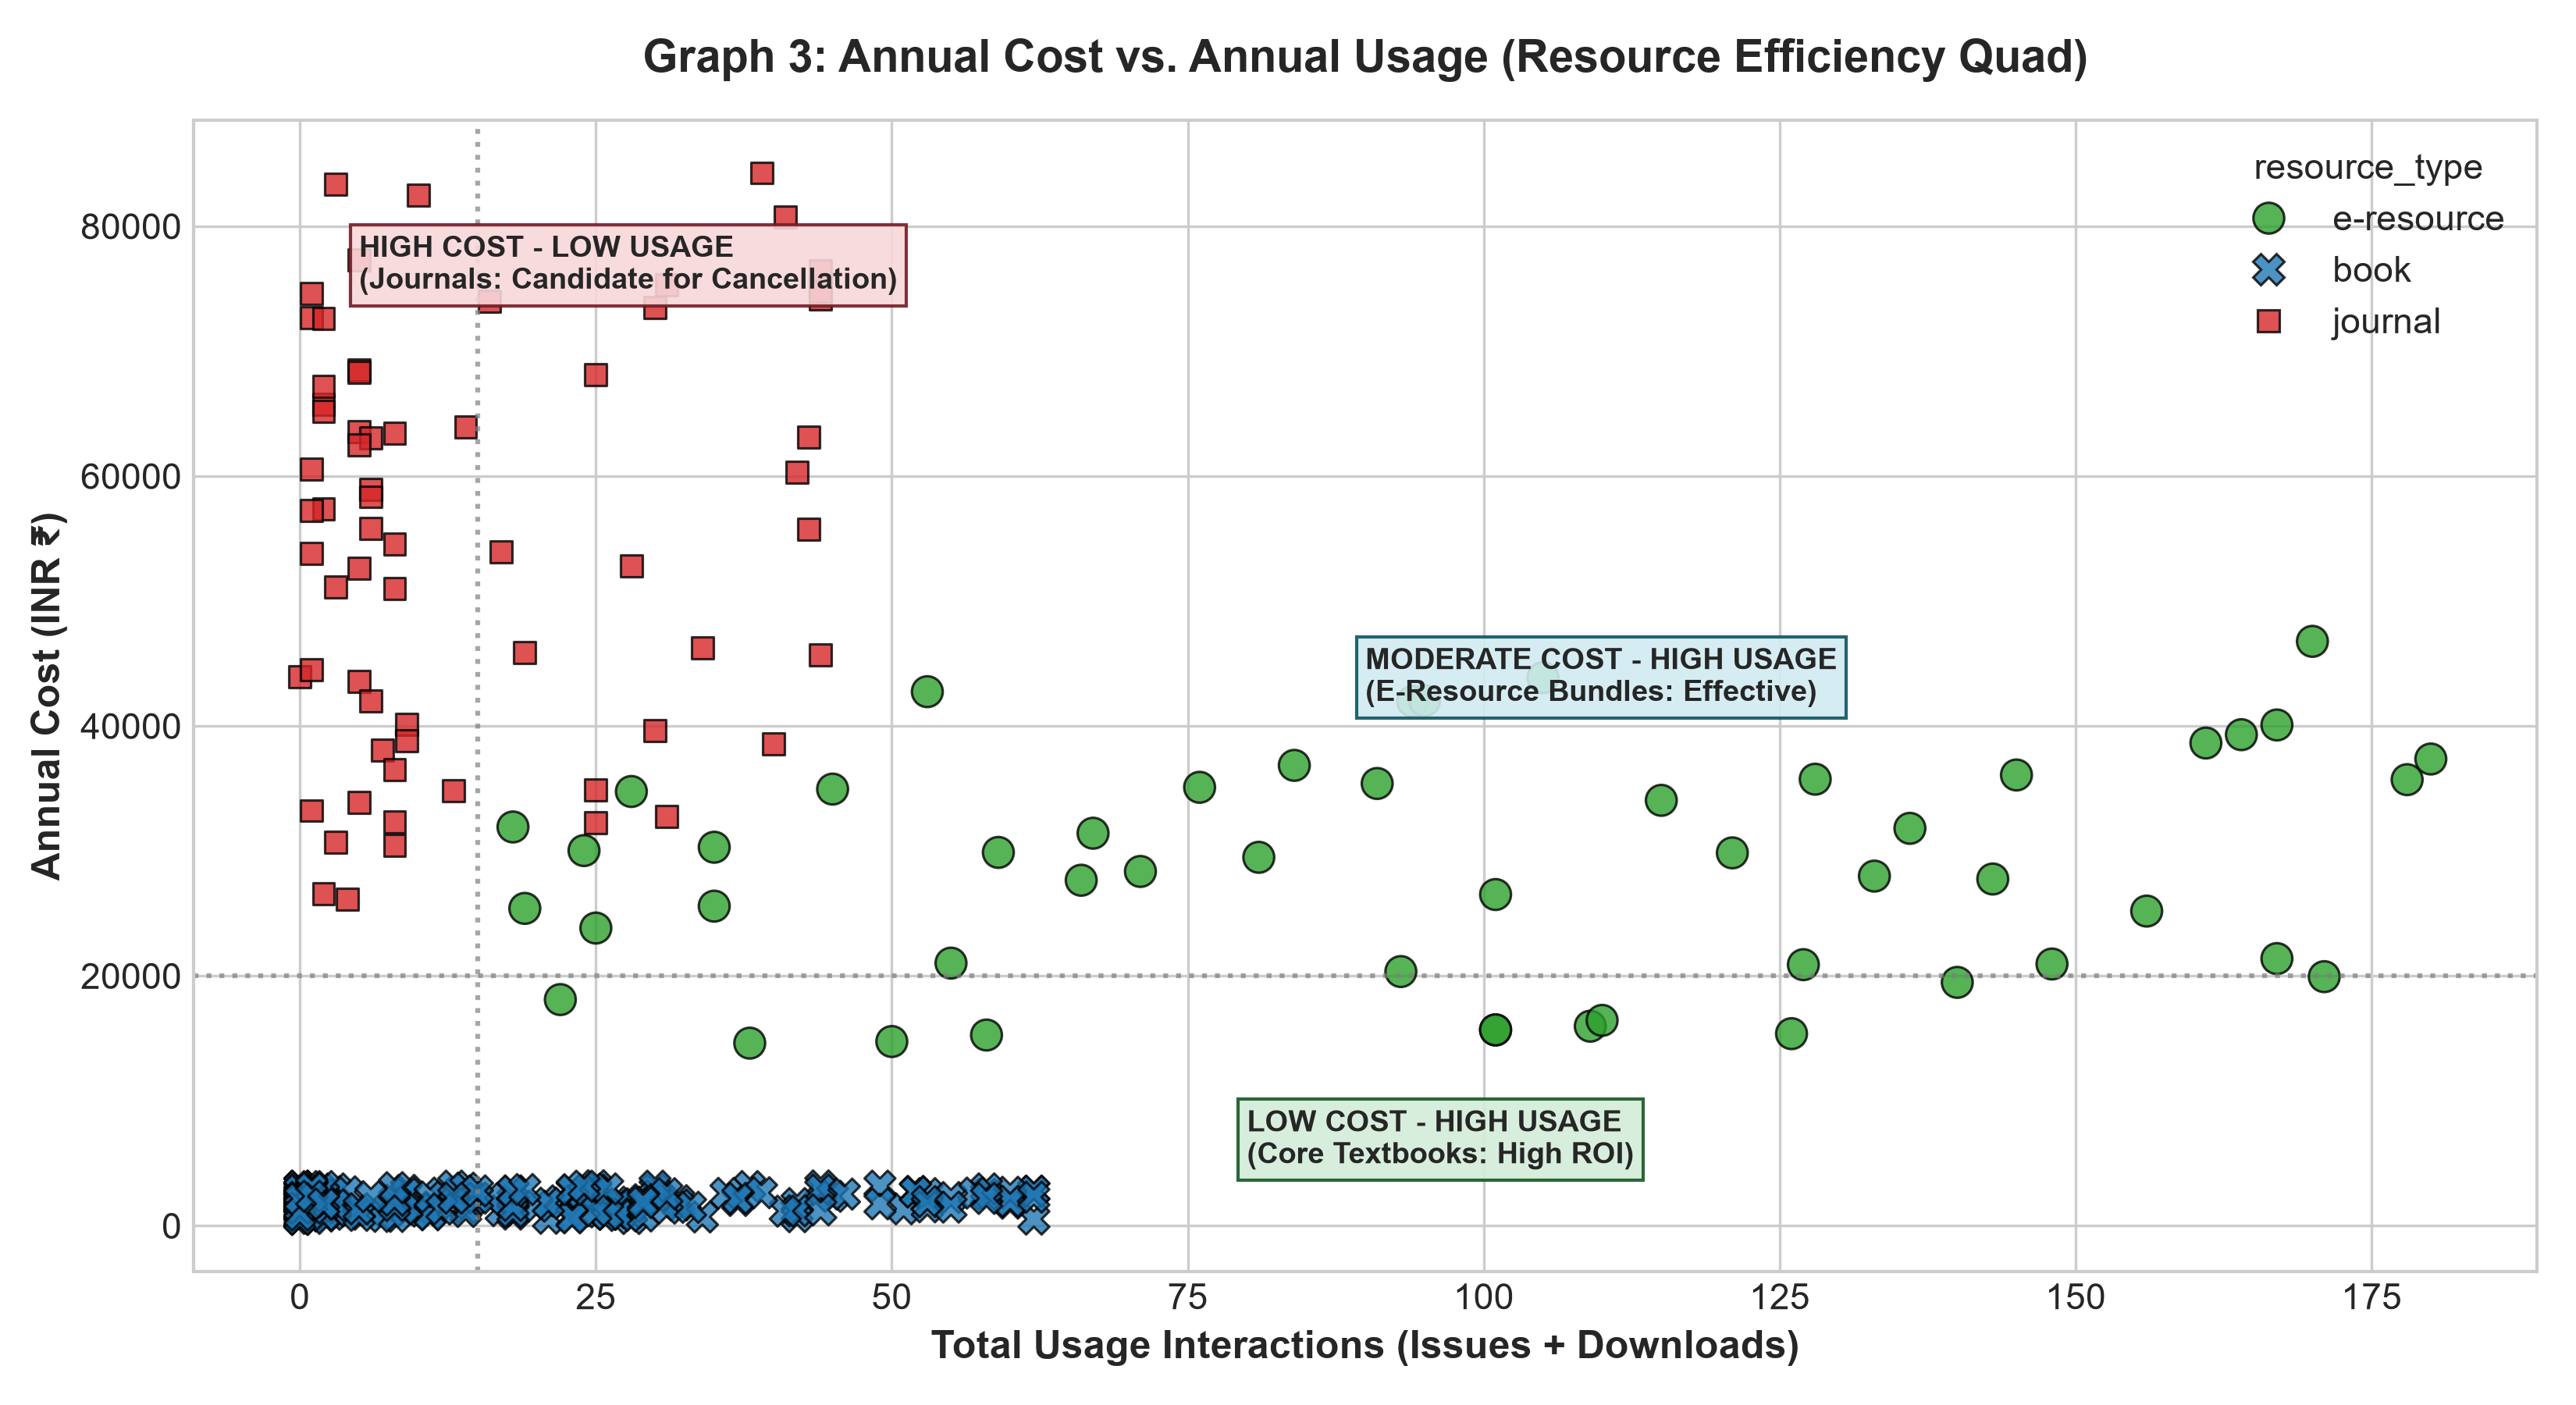 Graph 3: Annual Cost vs. Annual Usage (Resource Efficiency Quad)
resource_type
e-resource
book
journal
HIGH COST - LOW USAGE
(Journals: Candidate for Cancellation)
MODERATE COST - HIGH USAGE
(E-Resource Bundles: Effective)
LOW COST - HIGH USAGE
(Core Textbooks: High ROI)
Annual Cost (INR ₹)
80000
60000
40000
20000
0
0 25 50 75 100 125 150 175
Total Usage Interactions (Issues + Downloads)